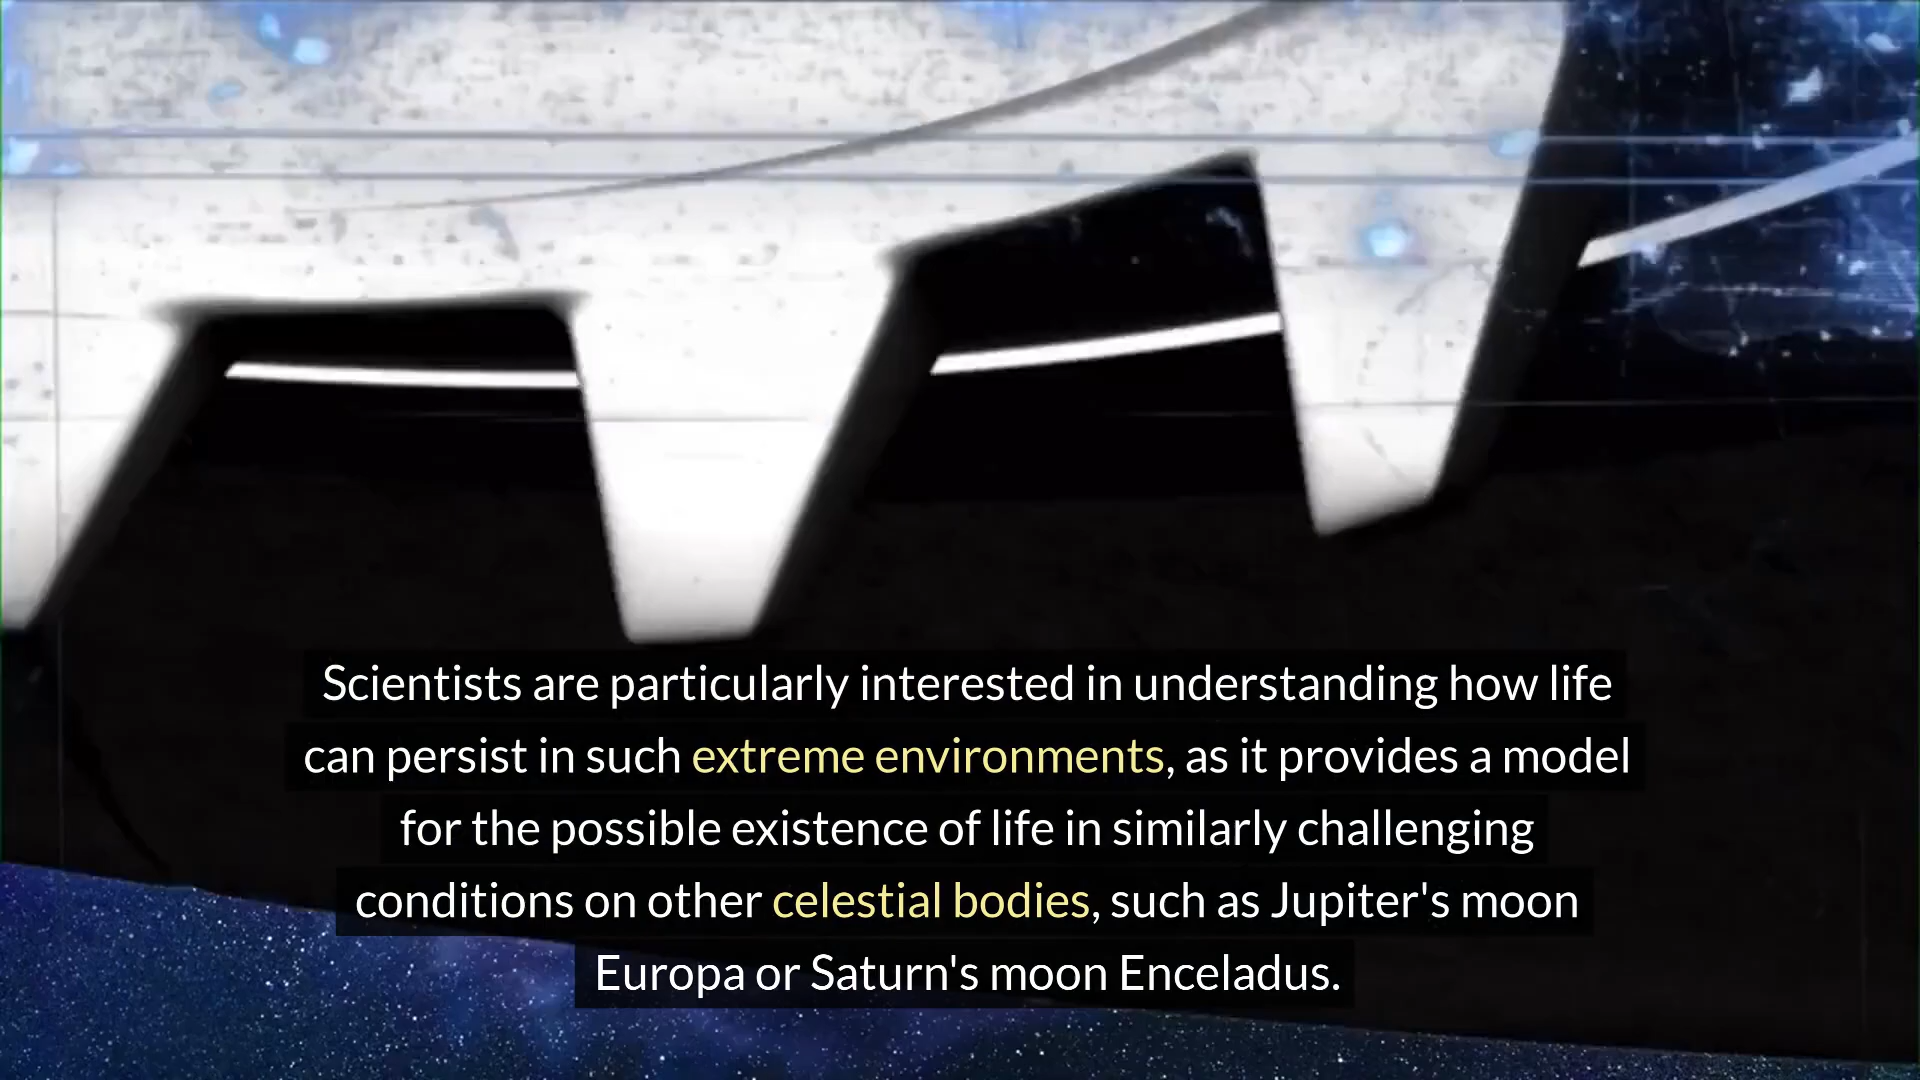 Scientists are particularly interested in understanding how life
can persist in such extreme environments, as it provides a model
for the possible existence of life in similarly challenging
conditions on other celestial bodies, such as Jupiter's moon
Europa or Saturn's moon Enceladus.